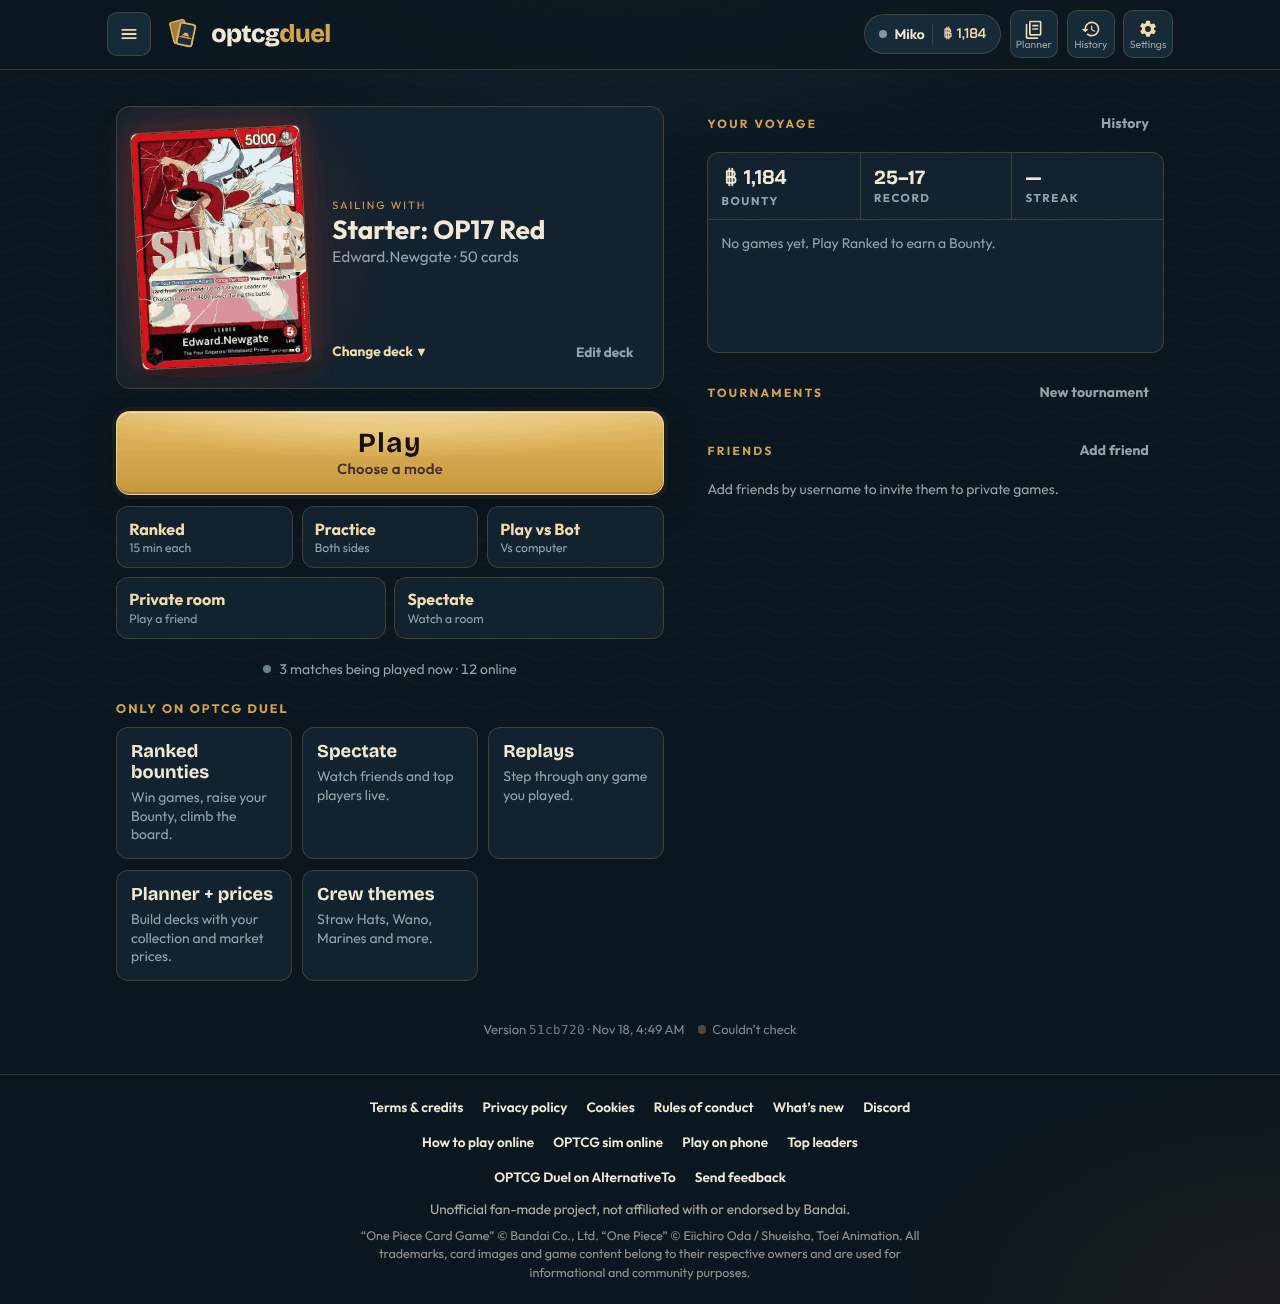 optcgduel
Miko
฿ 1,184
Planner
History
Settings
5000
SAMPLE
LEADER
Edward.Newgate
The Four Emperors/Whitebeard Pirates
SAILING WITH
Starter: OP17 Red
Edward.Newgate · 50 cards
Change deck ▾
Edit deck
Play
Choose a mode
Ranked
15 min each
Practice
Both sides
Play vs Bot
Vs computer
Private room
Play a friend
Spectate
Watch a room
3 matches being played now · 12 online
ONLY ON OPTCG DUEL
Ranked
bounties
Win games, raise your
Bounty, climb the
board.
Spectate
Watch friends and top
players live.
Replays
Step through any game
you played.
Planner + prices
Build decks with your
collection and market
prices.
Crew themes
Straw Hats, Wano,
Marines and more.
YOUR VOYAGE
History
฿ 1,184
BOUNTY
25–17
RECORD
—
STREAK
No games yet. Play Ranked to earn a Bounty.
TOURNAMENTS
New tournament
FRIENDS
Add friend
Add friends by username to invite them to private games.
Version 51cb720 · Nov 18, 4:49 AM
Couldn’t check
Terms & credits Privacy policy Cookies Rules of conduct What’s new Discord
How to play online OPTCG sim online Play on phone Top leaders
OPTCG Duel on AlternativeTo Send feedback
Unofficial fan-made project, not affiliated with or endorsed by Bandai.
“One Piece Card Game” © Bandai Co., Ltd. “One Piece” © Eiichiro Oda / Shueisha, Toei Animation. All
trademarks, card images and game content belong to their respective owners and are used for
informational and community purposes.